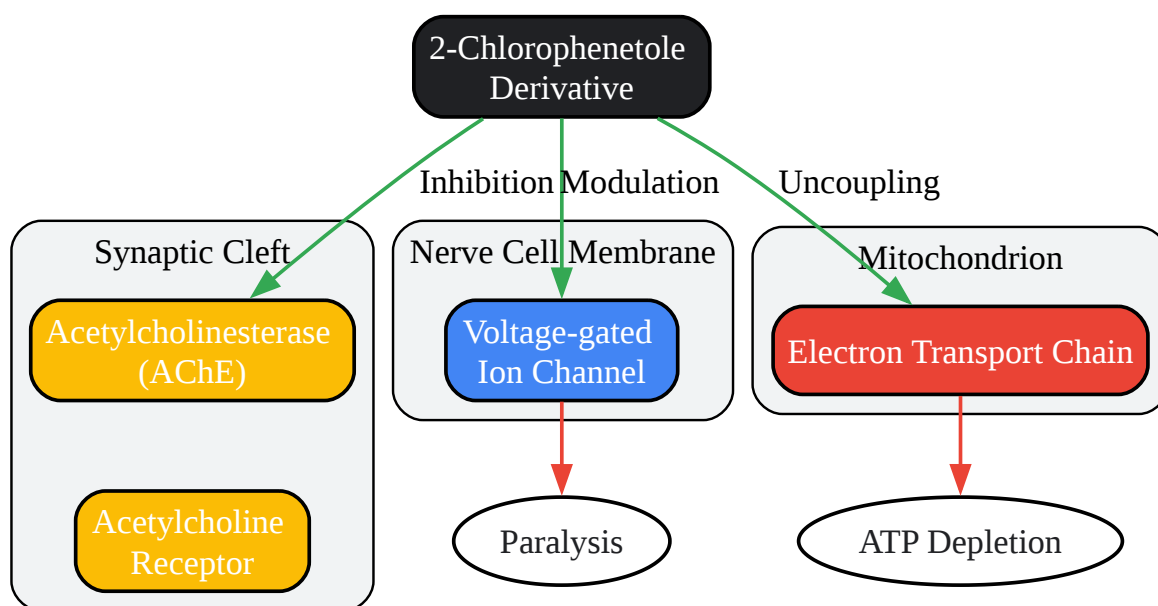 2-Chlorophenetole
Derivative
Inhibition
Modulation
Uncoupling
Synaptic Cleft
Nerve Cell Membrane
Mitochondrion
Acetylcholinesterase
(AChE)
Voltage-gated
Ion Channel
Electron Transport Chain
Acetylcholine
Receptor
Paralysis
ATP Depletion